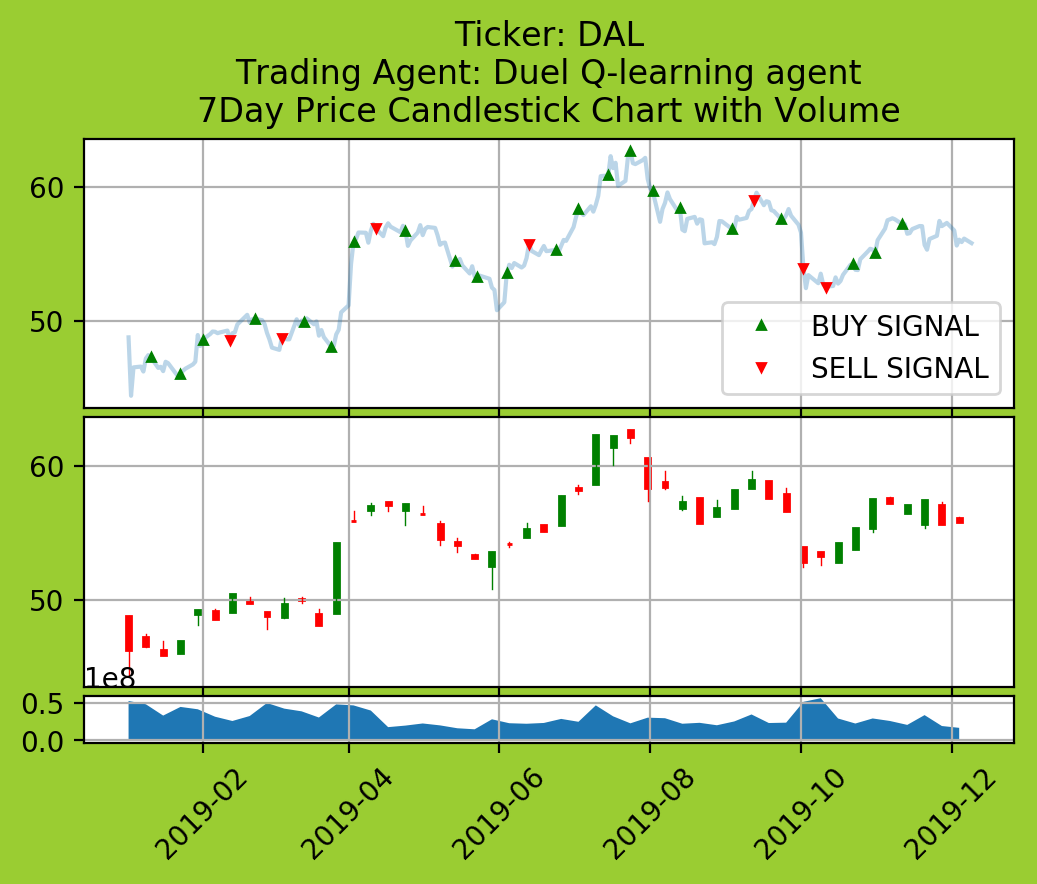 Ticker: DAL
Trading Agent: Duel Q-learning agent
7Day Price Candlestick Chart with Volume
60
50
BUY SIGNAL
SELL SIGNAL
60
50
1e8
0.5
0.0
2019-02
2019-04
2019-06
2019-08
2019-10
2019-12